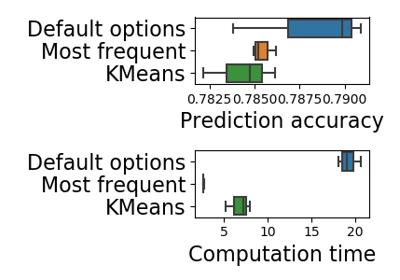 Default options
Most frequent
KMeans
0.7825 0.7850 0.7875 0.7900
Prediction accuracy
Default options
Most frequent
KMeans
5 10 15 20
Computation time